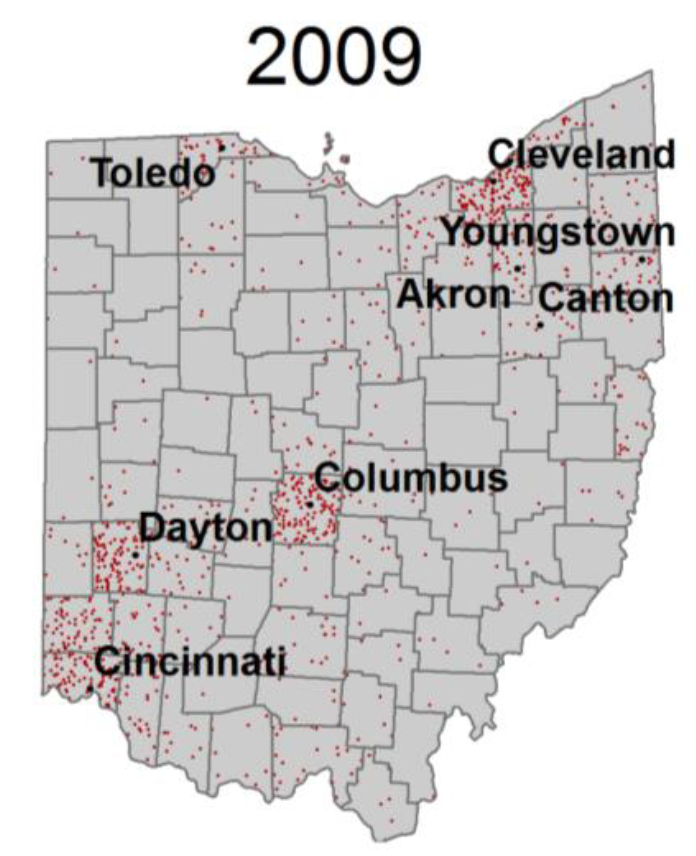 2009
Cleveland
Toledo
Youngstown
Akron Canton
Columbus
Dayton
Cincinnati